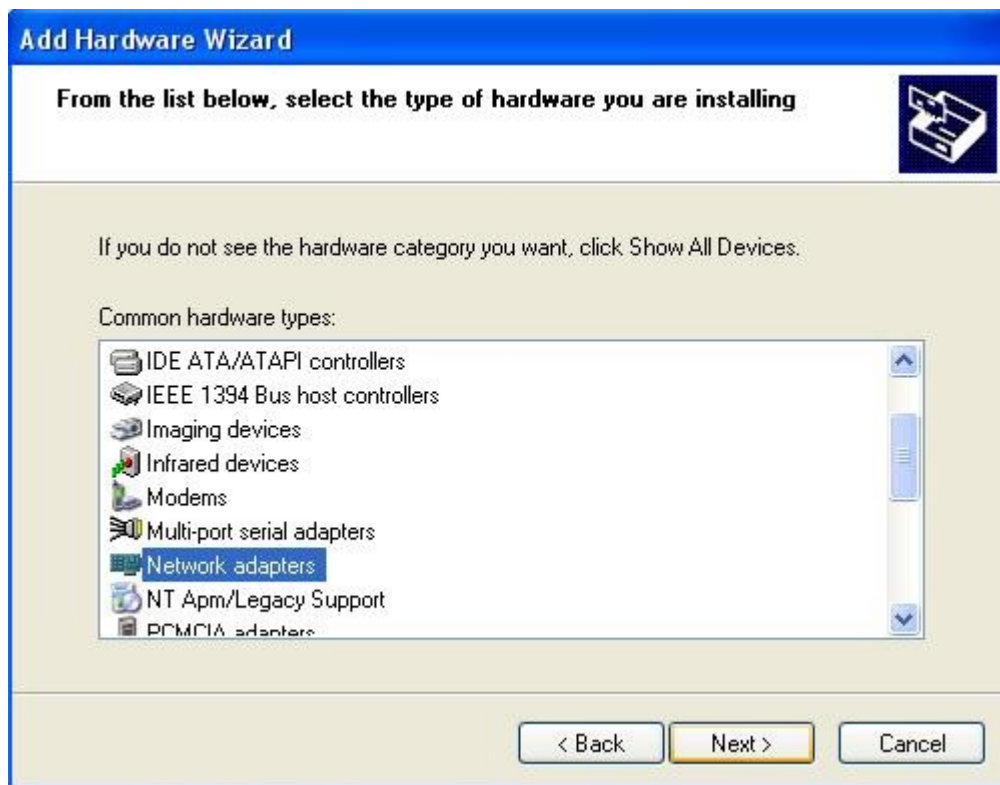 Add Hardware Wizard
From the list below, select the type of hardware you are installing
If you do not see the hardware category you want, click Show All Devices.
Common hardware types:
IDE ATA/ATAPI controllers
IEEE 1394 Bus host controllers
Imaging devices
Infrared devices
Modems
Multi-port serial adapters
Network adapters
NT Apm/Legacy Support
PCMCIA adapters
< Back
Next >
Cancel